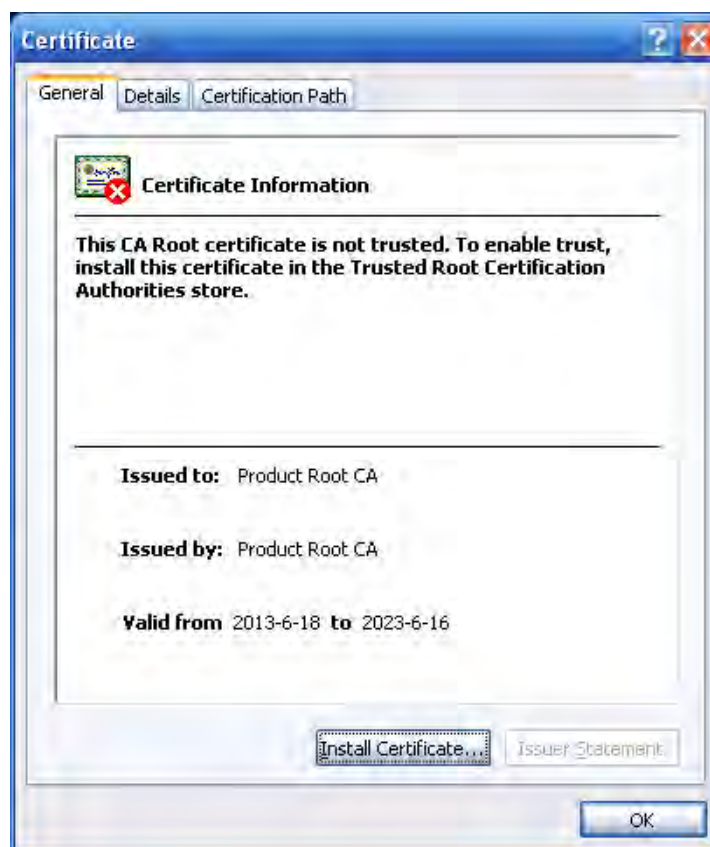 Certificate
General Details Certification Path
Certificate Information
This CA Root certificate is not trusted. To enable trust,
install this certificate in the Trusted Root Certification
Authorities store.
Issued to: Product Root CA
Issued by: Product Root CA
Valid from 2013-6-18 to 2023-6-16
Install Certificate... Issuer Statement
OK